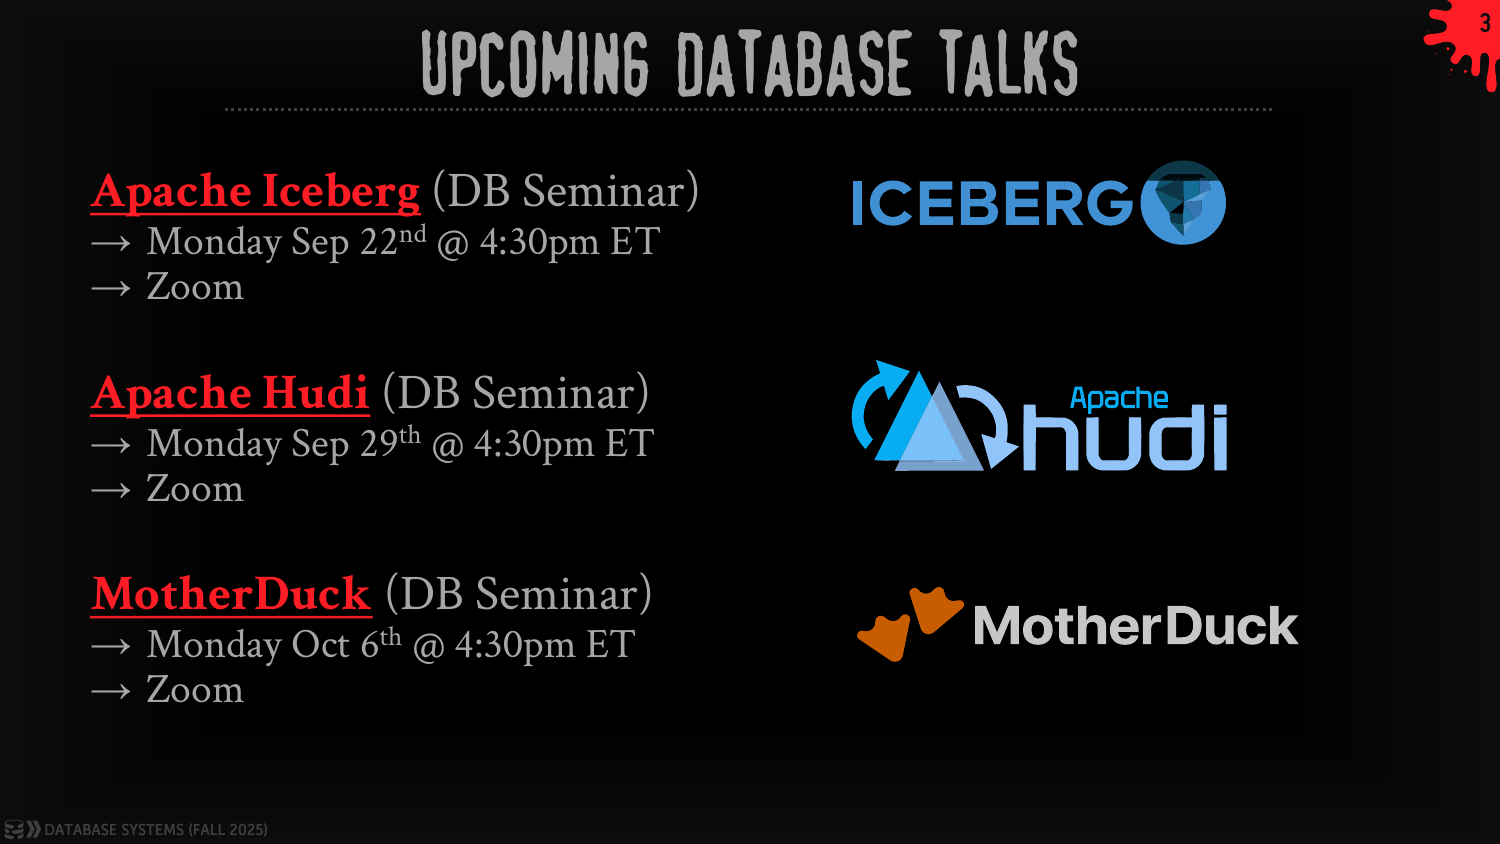 UPCOMING DATABASE TALKS
3
Apache Iceberg (DB Seminar)
→ Monday Sep 22nd @ 4:30pm ET
→ Zoom
ICEBERG
Apache Hudi (DB Seminar)
→ Monday Sep 29th @ 4:30pm ET
→ Zoom
Apache
hudi
MotherDuck (DB Seminar)
→ Monday Oct 6th @ 4:30pm ET
→ Zoom
MotherDuck
DATABASE SYSTEMS (FALL 2025)